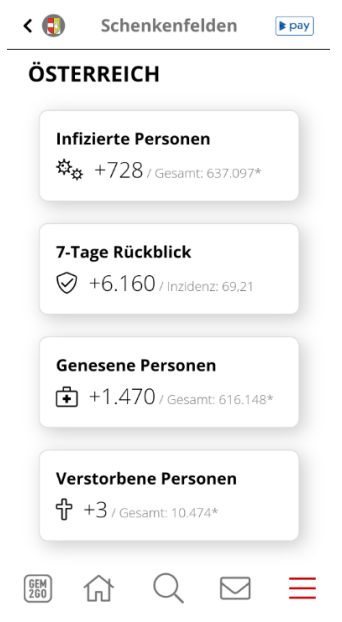 Schenkenfelden
pay
ÖSTERREICH
Infizierte Personen
+728 / Gesamt: 637.097*
7-Tage Rückblick
+6.160 / Inzidenz: 69,21
Genesene Personen
+1.470 / Gesamt: 616.148*
Verstorbene Personen
+3 / Gesamt: 10.474*
GEM
2GO